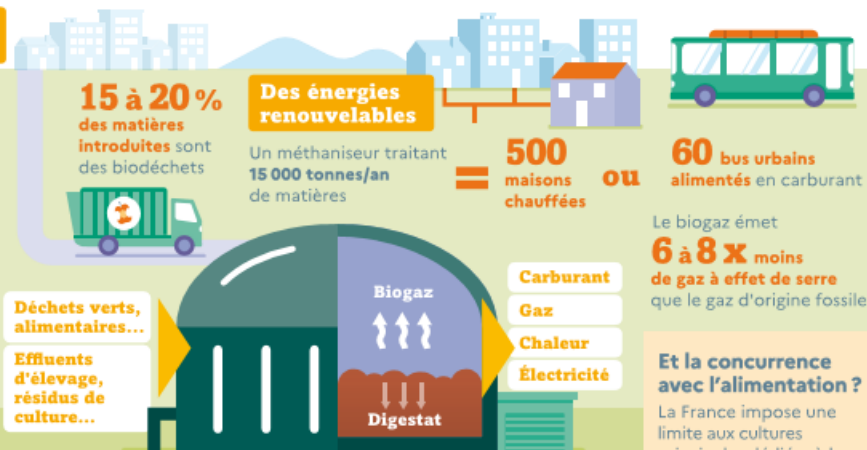 15 à 20 %
des matières
introduites sont
des biodéchets
Des énergies
renouvelables
Un méthaniseur traitant
15 000 tonnes/an
de matières
=
500
maisons
chauffées
ou
60 bus urbains
alimentés en carburant
Le biogaz émet
6 à 8 x moins
de gaz à effet de serre
que le gaz d'origine fossile
Déchets verts,
alimentaires...
Effluents
d'élevage,
résidus de
culture...
Biogaz
Digestat
Carburant
Gaz
Chaleur
Électricité
Et la concurrence
avec l'alimentation ?
La France impose une
limite aux cultures